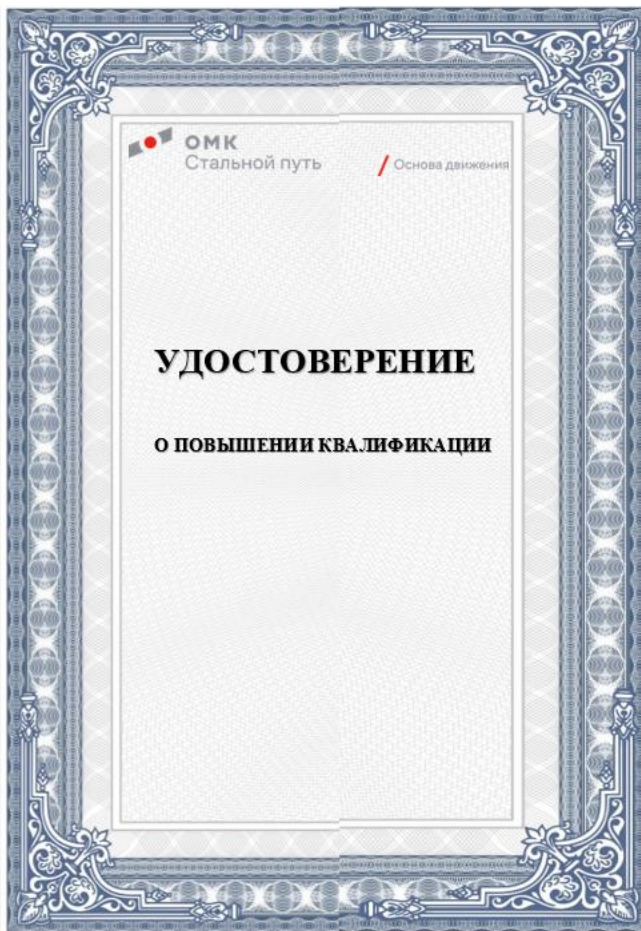 ОМК
Стальной путь
/ Основа движения
УДОСТОВЕРЕНИЕ
О ПОВЫШЕНИИ КВАЛИФИКАЦИИ